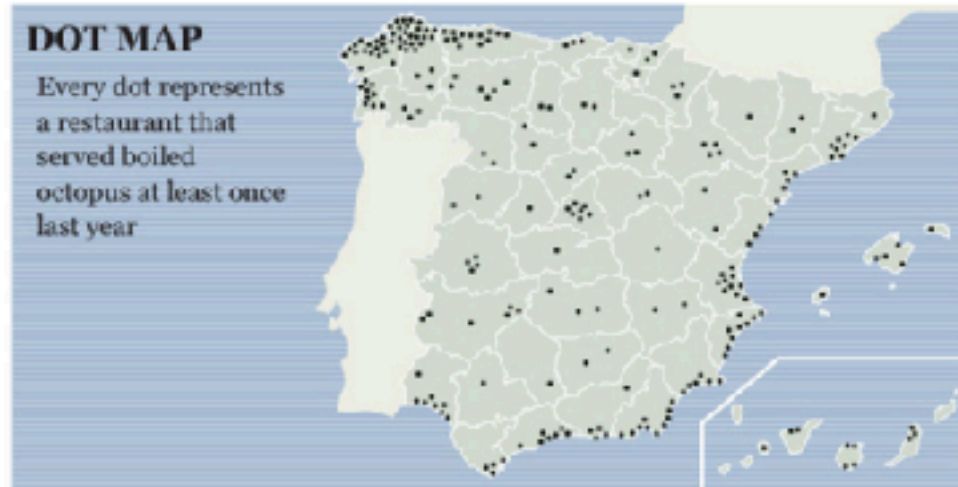 DOT MAP
Every dot represents
a restaurant that
served boiled
octopus at least once
last year